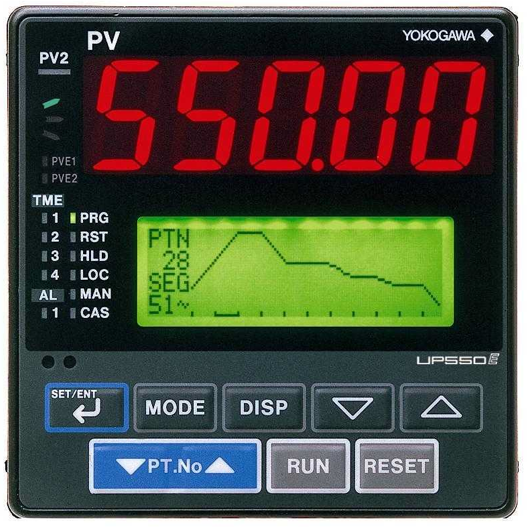 PV
YOKOGAWA
PV2
550.00
PVE1
PVE2
TME
1 PRG
2 RST
3 HLD
4 LOC
AL MAN
1 CAS
PTN
28
SEG
51
UP550E
SET/ENT
MODE
DISP
PT.No
RUN
RESET